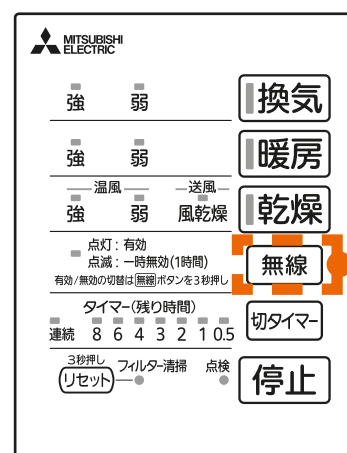 MITSUBISHI
ELECTRIC
強 弱 換気
強 弱 暖房
温風 送風
強 弱 風乾燥 乾燥
点灯：有効
点滅：一時無効(1時間)
有効/無効の切替は無線ボタンを3秒押し
無線
タイマー(残り時間)
連続 8 6 4 3 2 1 0.5
切タイマー
3秒押し
リセット フィルター清掃 点検
停止